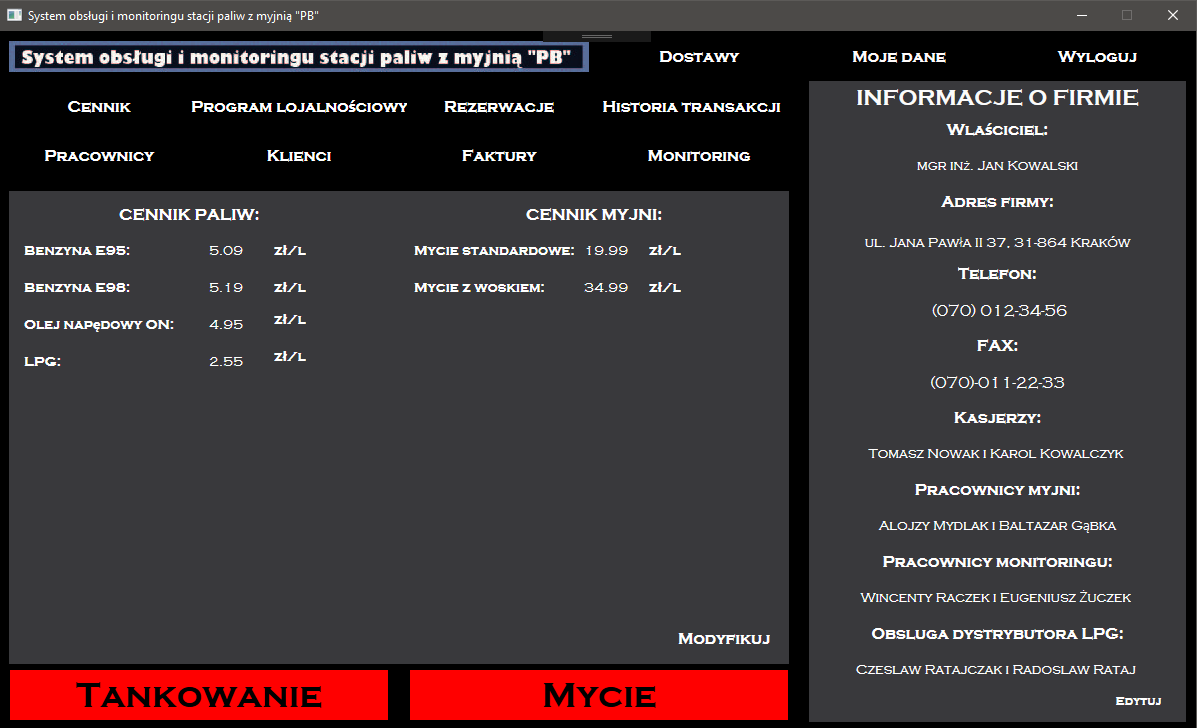 System obsługi i monitoringu stacji paliw z myjnią "PB"
System obsługi i monitoringu stacji paliw z myjnią "PB"
Dostawy Moje dane Wyloguj
Cennik Program lojalnościowy Rezerwacje Historia transakcji
Pracownicy Klienci Faktury Monitoring
CENNIK PALIW: CENNIK MYJNI:
Benzyna E95: 5.09 zł/L Mycie standardowe: 19.99 zł/L
Benzyna E98: 5.19 zł/L Mycie z woskiem: 34.99 zł/L
Olej napędowy ON: 4.95 zł/L
LPG: 2.55 zł/L
Modyfikuj
Tankowanie Mycie
INFORMACJE O FIRMIE
Właściciel:
mgr inż. Jan Kowalski
Adres firmy:
ul. Jana Pawła II 37, 31-864 Kraków
Telefon:
(070) 012-34-56
FAX:
(070)-011-22-33
Kasjerzy:
Tomasz Nowak i Karol Kowalczyk
Pracownicy myjni:
Alojzy Mydlak i Baltazar Gąbka
Pracownicy monitoringu:
Wincenty Raczek i Eugeniusz Żuczek
Obsluga dystrybutora LPG:
Czeslaw Ratajczak i Radoslaw Rataj
Edytuj